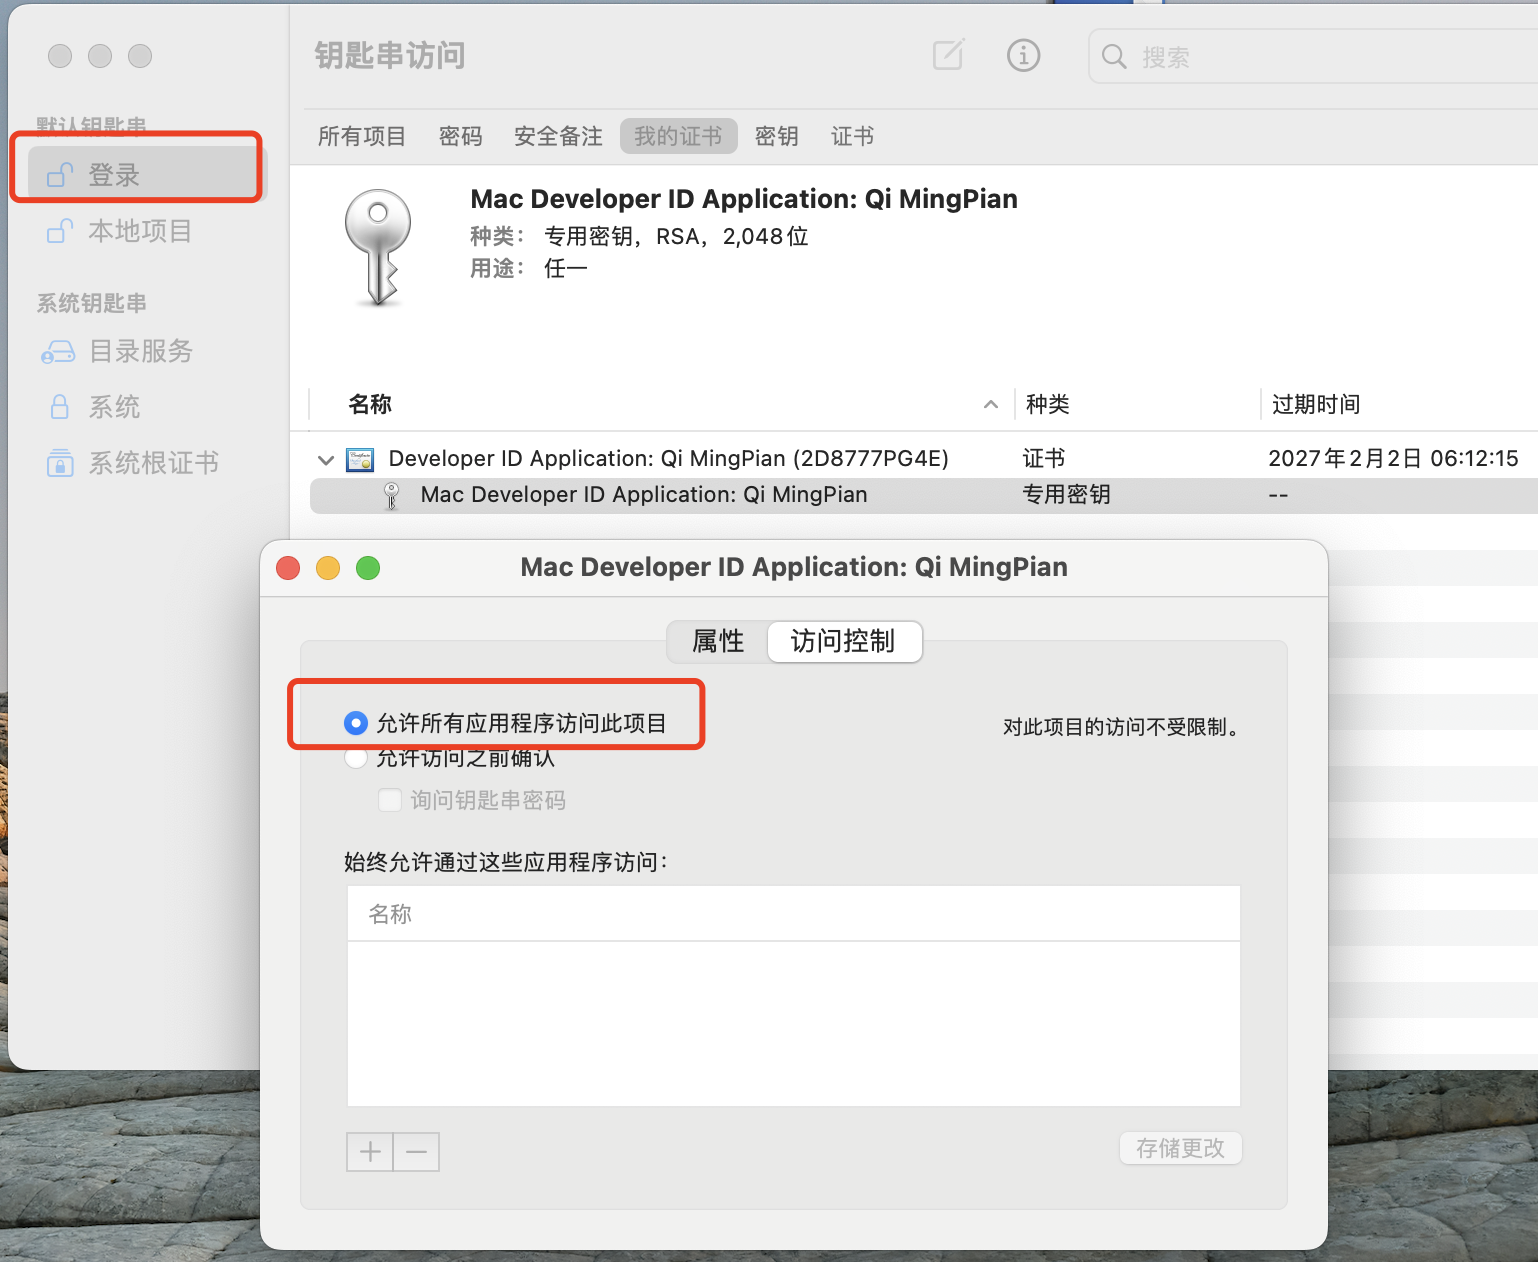 钥匙串访问
搜索
默认钥匙串
登录
本地项目
系统钥匙串
目录服务
系统
系统根证书
所有项目 密码 安全备注 我的证书 密钥 证书
Mac Developer ID Application: Qi MingPian
种类： 专用密钥，RSA，2,048位
用途： 任一
名称 种类 过期时间
Developer ID Application: Qi MingPian (2D8777PG4E) 证书 2027年2月2日 06:12:15
Mac Developer ID Application: Qi MingPian 专用密钥 --
Mac Developer ID Application: Qi MingPian
属性 访问控制
允许所有应用程序访问此项目 对此项目的访问不受限制。
允许访问之前确认
询问钥匙串密码
始终允许通过这些应用程序访问：
名称
存储更改